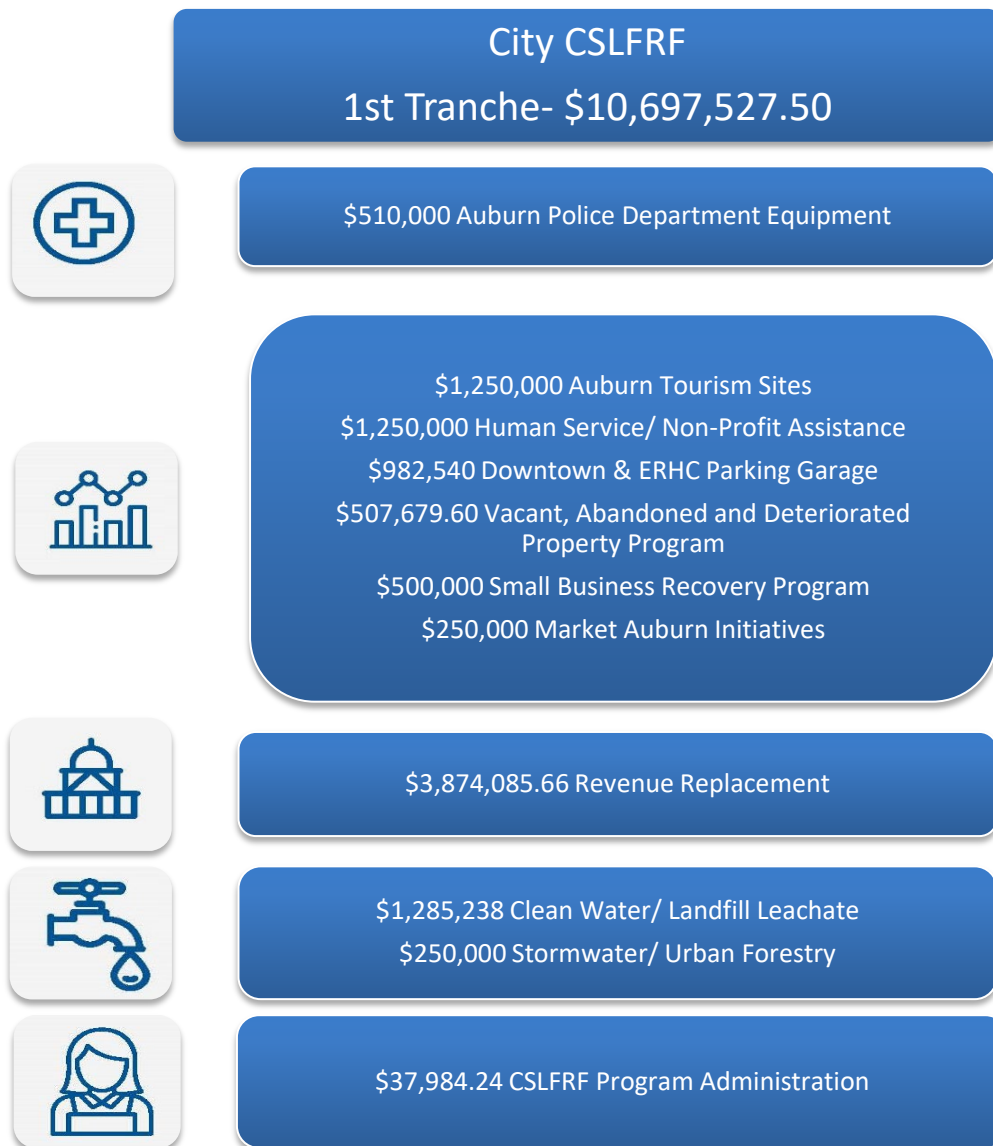 City CSLFRF
1st Tranche- $10,697,527.50
$510,000 Auburn Police Department Equipment
$1,250,000 Auburn Tourism Sites
$1,250,000 Human Service/ Non-Profit Assistance
$982,540 Downtown & ERHC Parking Garage
$507,679.60 Vacant, Abandoned and Deteriorated
Property Program
$500,000 Small Business Recovery Program
$250,000 Market Auburn Initiatives
$3,874,085.66 Revenue Replacement
$1,285,238 Clean Water/ Landfill Leachate
$250,000 Stormwater/ Urban Forestry
$37,984.24 CSLFRF Program Administration